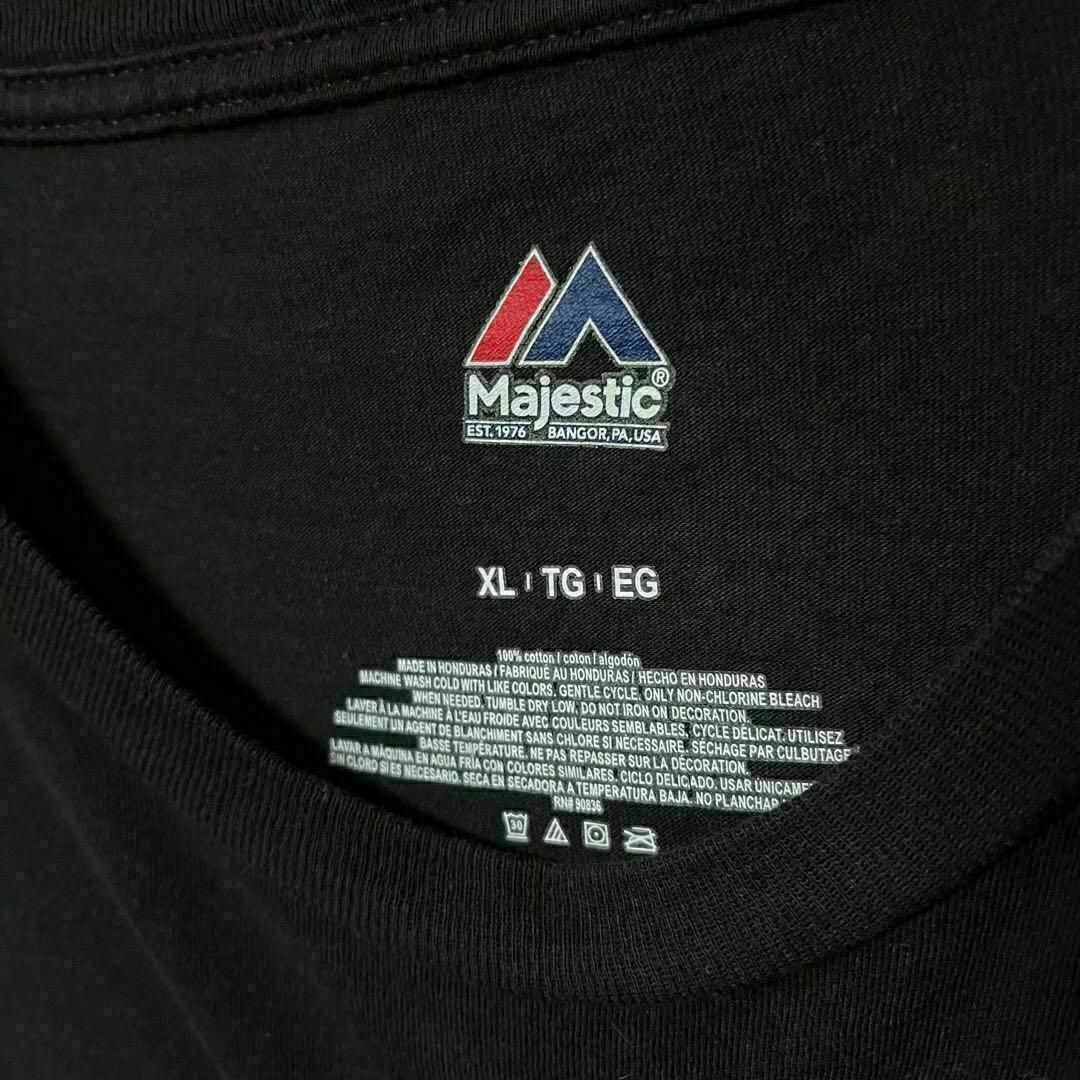 Majestic®
EST. 1976 BANGOR, PA, USA
XL | TG | EG
100% cotton / coton / algodón
MADE IN HONDURAS / FABRIQUÉ AU HONDURAS / HECHO EN HONDURAS
MACHINE WASH COLD WITH LIKE COLORS. GENTLE CYCLE. ONLY NON-CHLORINE BLEACH
WHEN NEEDED. TUMBLE DRY LOW. DO NOT IRON ON DECORATION.
LAVER À LA MACHINE À L'EAU FROIDE AVEC COULEURS SEMBLABLES. CYCLE DÉLICAT. UTILISEZ
SEULEMENT UN AGENT DE BLANCHIMENT SANS CHLORE SI NÉCESSAIRE. SÉCHAGE PAR CULBUTAGE
BASSE TEMPÉRATURE. NE PAS REPASSER SUR LA DÉCORATION.
LAVAR A MÁQUINA EN AGUA FRÍA CON COLORES SIMILARES. CICLO DELICADO. USAR
SIN CLORO SI ES NECESARIO. SECA EN SECADORA A TEMPERATURA BAJA. NO
RN# 90836
30